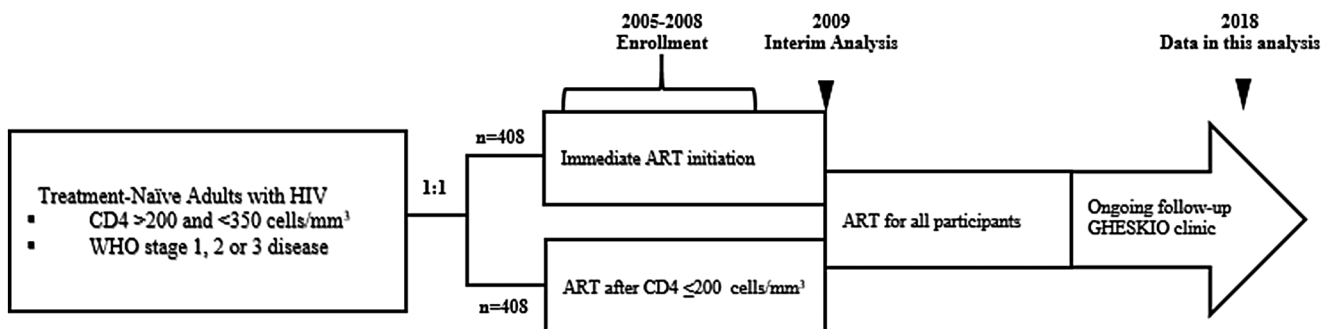 2005-2008
Enrollment
2009
Interim Analysis
2018
Data in this analysis
Treatment-Naïve Adults with HIV
▪ CD4 >200 and <350 cells/mm³
▪ WHO stage 1, 2 or 3 disease
1:1
n=408
Immediate ART initiation
n=408
ART after CD4 ≤200 cells/mm³
ART for all participants
Ongoing follow-up
GHESKIO clinic